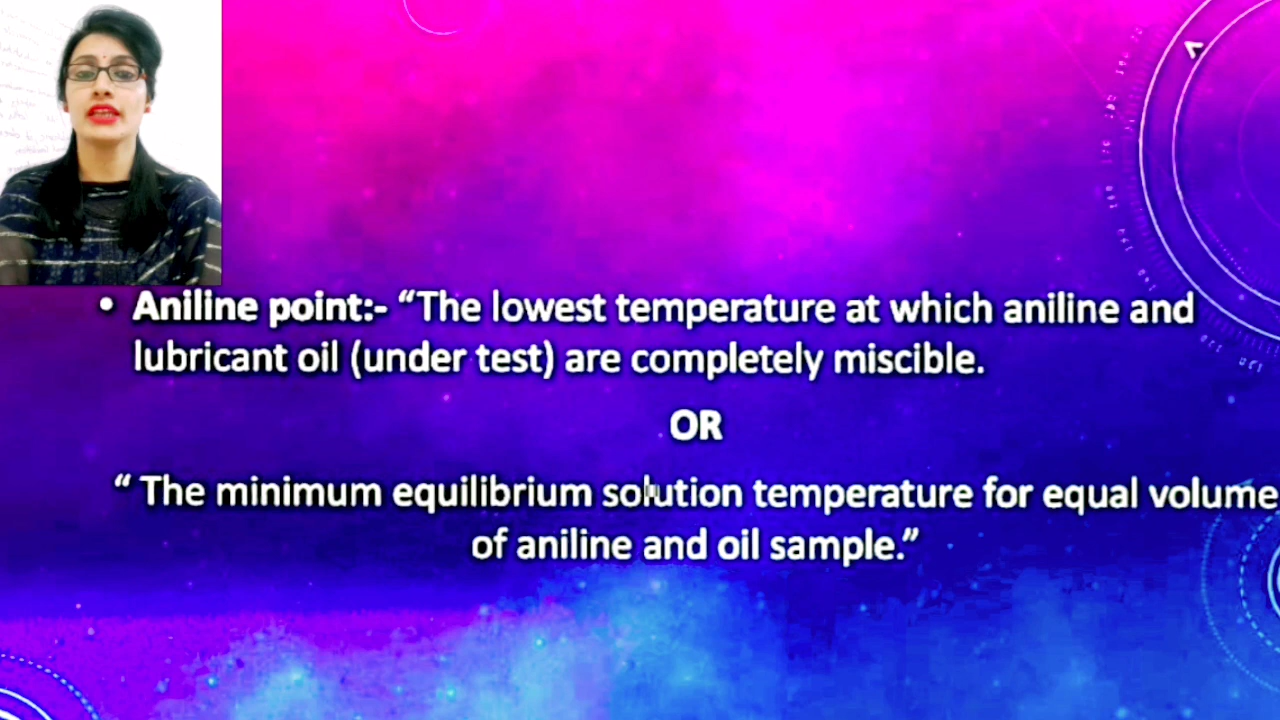 • Aniline point:- “The lowest temperature at which aniline and
lubricant oil (under test) are completely miscible.
OR
“ The minimum equilibrium solution temperature for equal volume
of aniline and oil sample.”